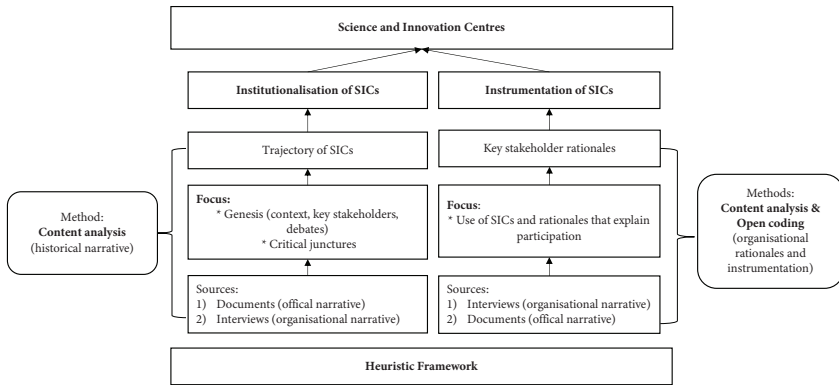 Science and Innovation Centres
Institutionalisation of SICs
Instrumentation of SICs
Trajectory of SICs
Key stakeholder rationales
Method:
Content analysis
(historical narrative)
Focus:
* Genesis (context, key stakeholders,
debates)
* Critical junctures
Focus:
* Use of SICs and rationales that explain
participation
Methods:
Content analysis &
Open coding
(organisational
rationales and
instrumentation)
Sources:
1) Documents (offical narrative)
2) Interviews (organisational narrative)
Sources:
1) Interviews (organisational narrative)
2) Documents (offical narrative)
Heuristic Framework